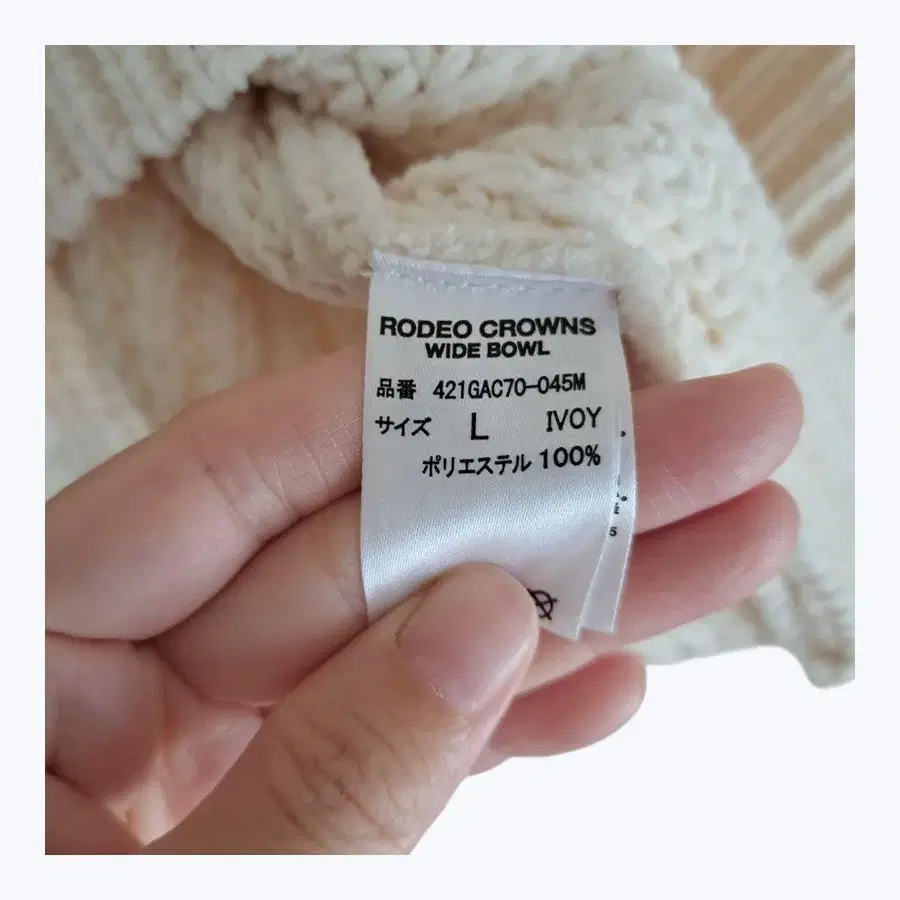 RODEO CROWNS
WIDE BOWL
品番 421GAC70-045M
サイズ L IVOY
ポリエステル 100%